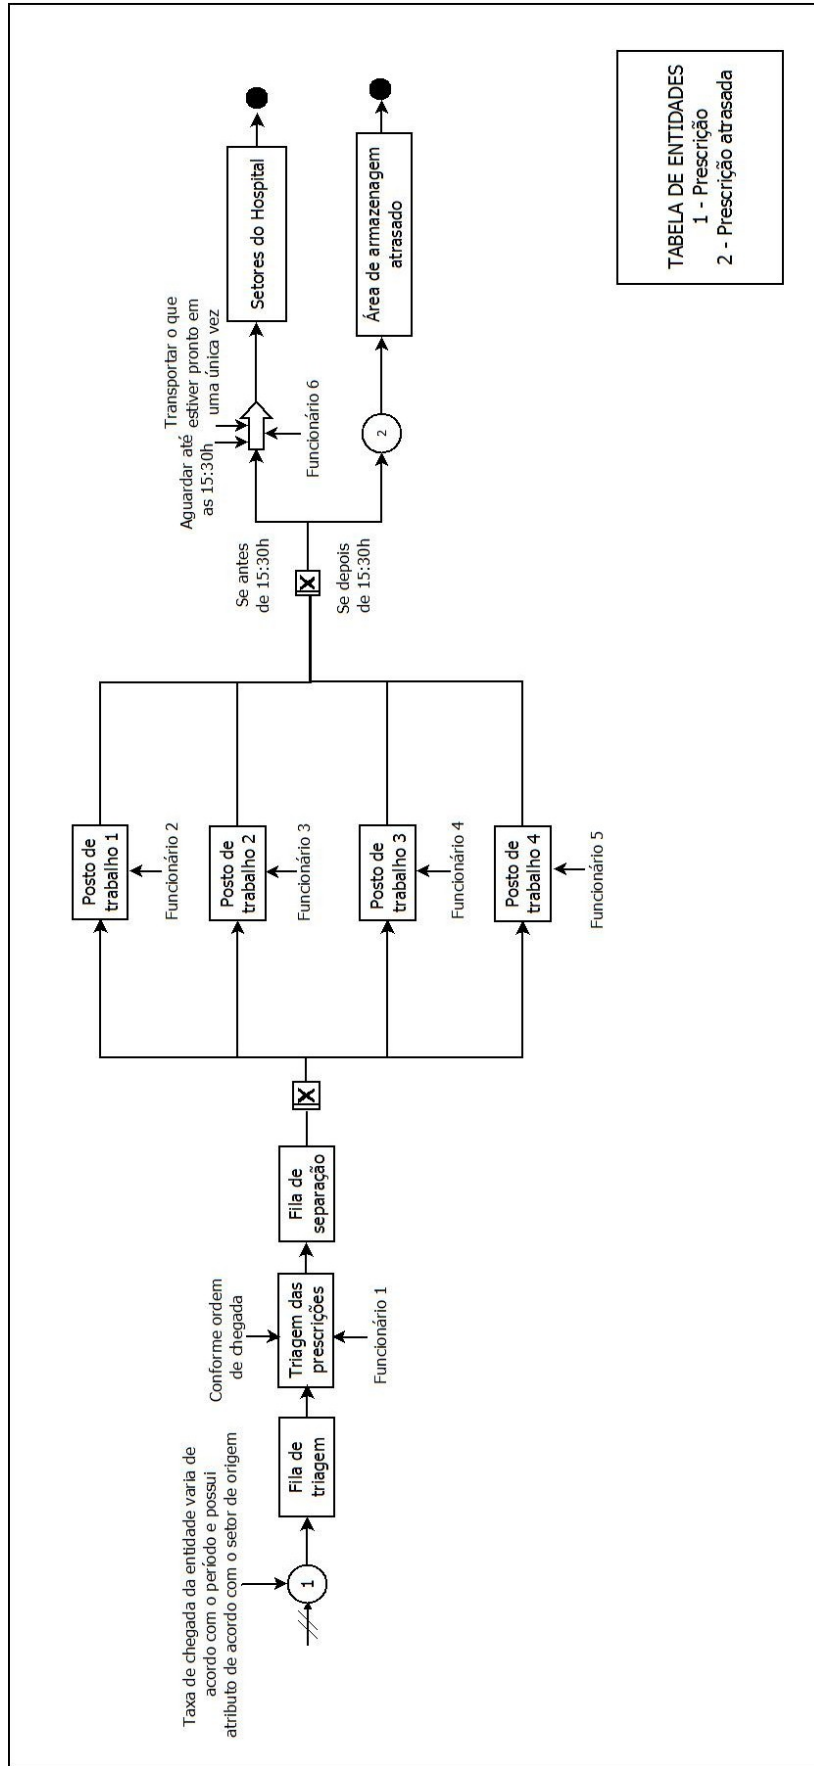 Taxa de chegada da entidade varia de
acordo com o período e possui
atributo de acordo com o setor de origem
1
Fila de
triagem
Conforme ordem
de chegada
Triagem das
prescrições
Funcionário 1
Fila de
separação
X
Posto de
trabalho 1
Funcionário 2
Posto de
trabalho 2
Funcionário 3
Posto de
trabalho 3
Funcionário 4
Posto de
trabalho 4
Funcionário 5
X
Se antes
de 15:30h
Se depois
de 15:30h
Aguardar até
as 15:30h
Transportar o que
estiver pronto em
uma única vez
Funcionário 6
Setores do Hospital
2
Área de armazenagem
atrasado
TABELA DE ENTIDADES
1 - Prescrição
2 - Prescrição atrasada